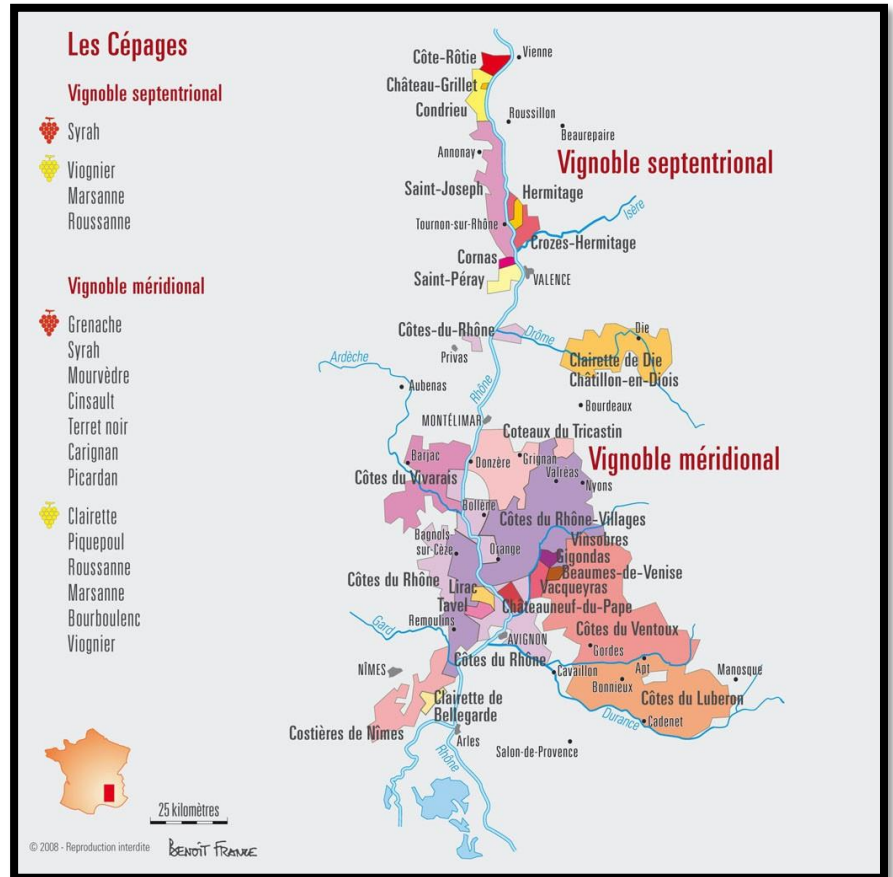 Les Cépages
Vignoble septentrional
Syrah
Viognier
Marsanne
Roussanne
Vignoble méridional
Grenache
Syrah
Mourvèdre
Cinsault
Terret noir
Carignan
Picardan
Clairette
Piquepoul
Roussanne
Marsanne
Bourboulenc
Viognier
25 kilomètres
© 2008 - Reproduction interdite
BENOÎT FRANCE
Côte-Rôtie
Vienne
Château-Grillet
Condrieu
Roussillon
Beaurepaire
Annonay
Vignoble septentrional
Saint-Joseph
Hermitage
Isère
Tournon-sur-Rhône
Crozes-Hermitage
Cornas
Saint-Péray
VALENCE
Côtes-du-Rhône
Drôme
Die
Privas
Clairette de Die
Châtillon-en-Diois
Ardèche
Aubenas
Rhône
Bourdeaux
MONTÉLIMAR
Coteaux du Tricastin
Barjac
Donzère
Grignan
Vignoble méridional
Valréas
Nyons
Côtes du Vivarais
Bollène
Côtes du Rhône-Villages
Bagnols-
sur-Cèze
Orange
Vinsobres
Gigondas
Beaumes-de-Venise
Côtes du Rhône
Lirac
Vacqueyras
Tavel
Châteauneuf-du-Pape
Remoulins
Gard
Côtes du Ventoux
AVIGNON
Gordes
Côtes du Rhône
NÎMES
Cavaillon
Apt
Manosque
Bonnieux
Côtes du Luberon
Clairette de
Bellegarde
Durance
Cadenet
Costières de Nîmes
Arles
Rhône
Salon-de-Provence